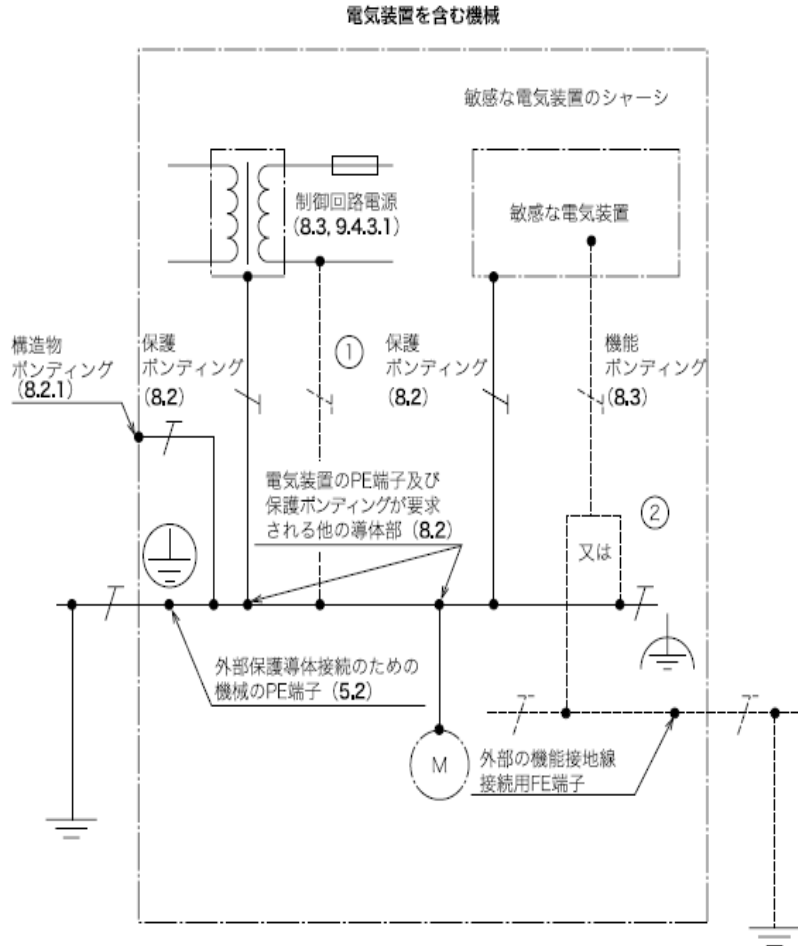 電気装置を含む機械
敏感な電気装置のシャーシ
制御回路電源
(8.3, 9.4.3.1)
敏感な電気装置
構造物
ボンディング
(8.2.1)
保護
ボンディング
(8.2)
①
保護
ボンディング
(8.2)
機能
ボンディング
(8.3)
電気装置のPE端子及び
保護ボンディングが要求
される他の導体部 (8.2)
②
又は
外部保護導体接続のための
機械のPE端子 (5.2)
M
外部の機能接地線
接続用FE端子